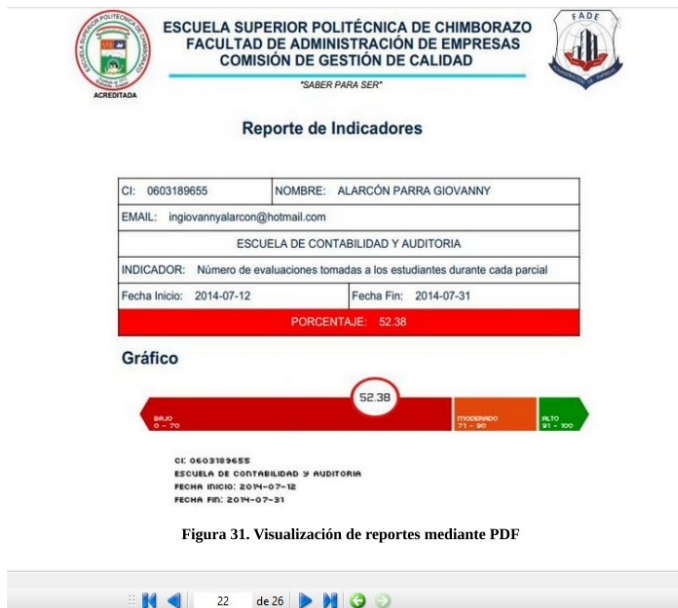 ESCUELA SUPERIOR POLITÉCNICA DE CHIMBORAZO
FACULTAD DE ADMINISTRACIÓN DE EMPRESAS
COMISIÓN DE GESTIÓN DE CALIDAD
"SABER PARA SER"
ACREDITADA
FADE
Reporte de Indicadores
CI: 0603189655 NOMBRE: ALARCÓN PARRA GIOVANNY
EMAIL: ingiovannyalarcon@hotmail.com
ESCUELA DE CONTABILIDAD Y AUDITORIA
INDICADOR: Número de evaluaciones tomadas a los estudiantes durante cada parcial
Fecha Inicio: 2014-07-12 Fecha Fin: 2014-07-31
PORCENTAJE: 52.38
Gráfico
52.38
BAJO MODERADO ALTO
0 - 70 71 - 90 91 - 100
CI: 0603189655
ESCUELA DE CONTABILIDAD Y AUDITORIA
FECHA INICIO: 2014-07-12
FECHA FIN: 2014-07-31
Figura 31. Visualización de reportes mediante PDF
22 de 26